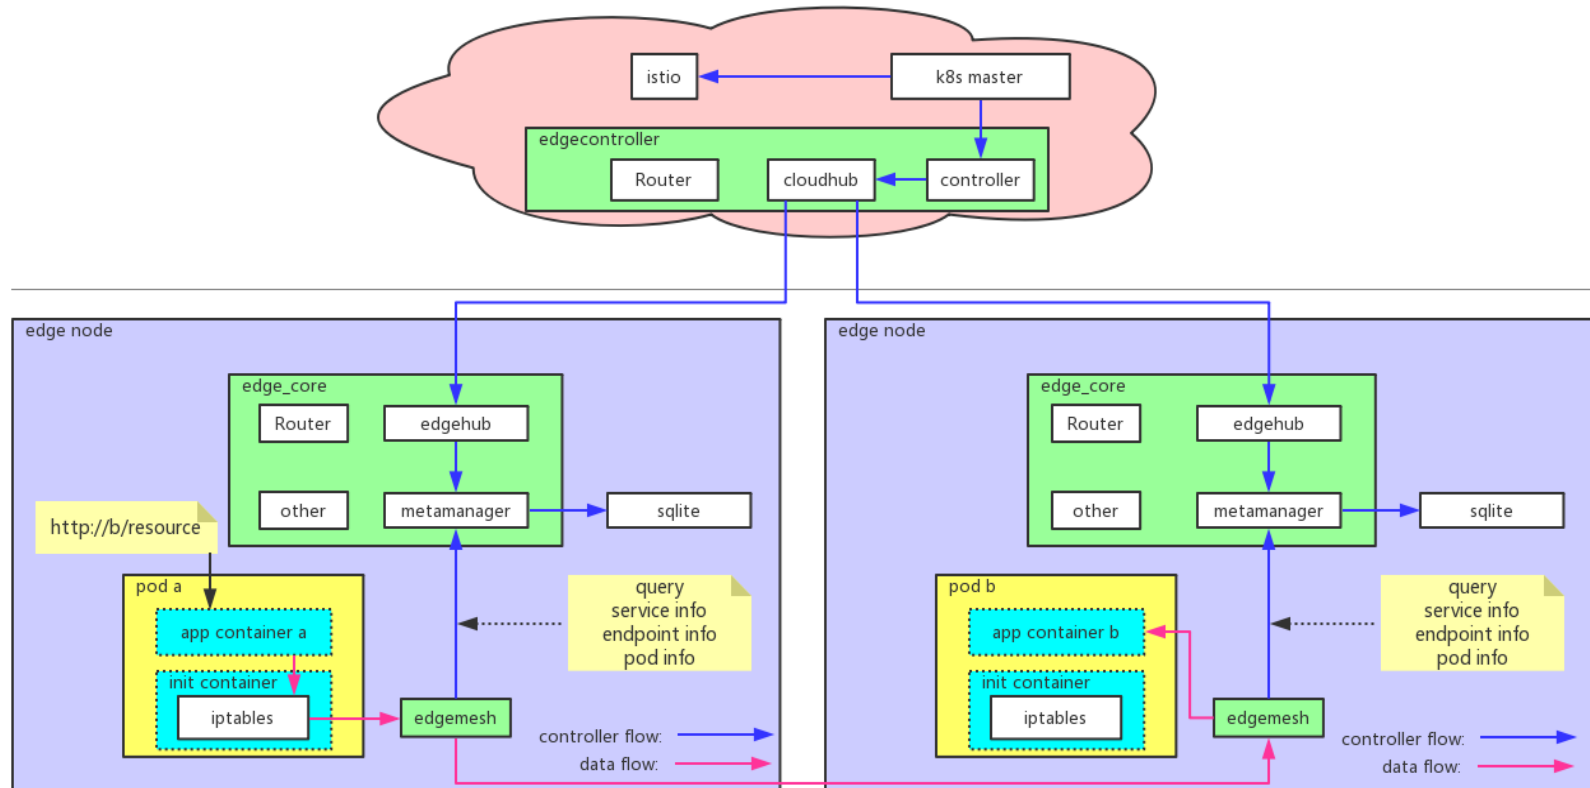 istio
k8s master
edgecontroller
Router
cloudhub
controller
edge node
edge_core
Router
edgehub
other
metamanager
sqlite
http://b/resource
pod a
app container a
init container
iptables
edgemesh
query
service info
endpoint info
pod info
controller flow:
data flow:
edge node
edge_core
Router
edgehub
other
metamanager
sqlite
pod b
app container b
init container
iptables
edgemesh
query
service info
endpoint info
pod info
controller flow:
data flow: